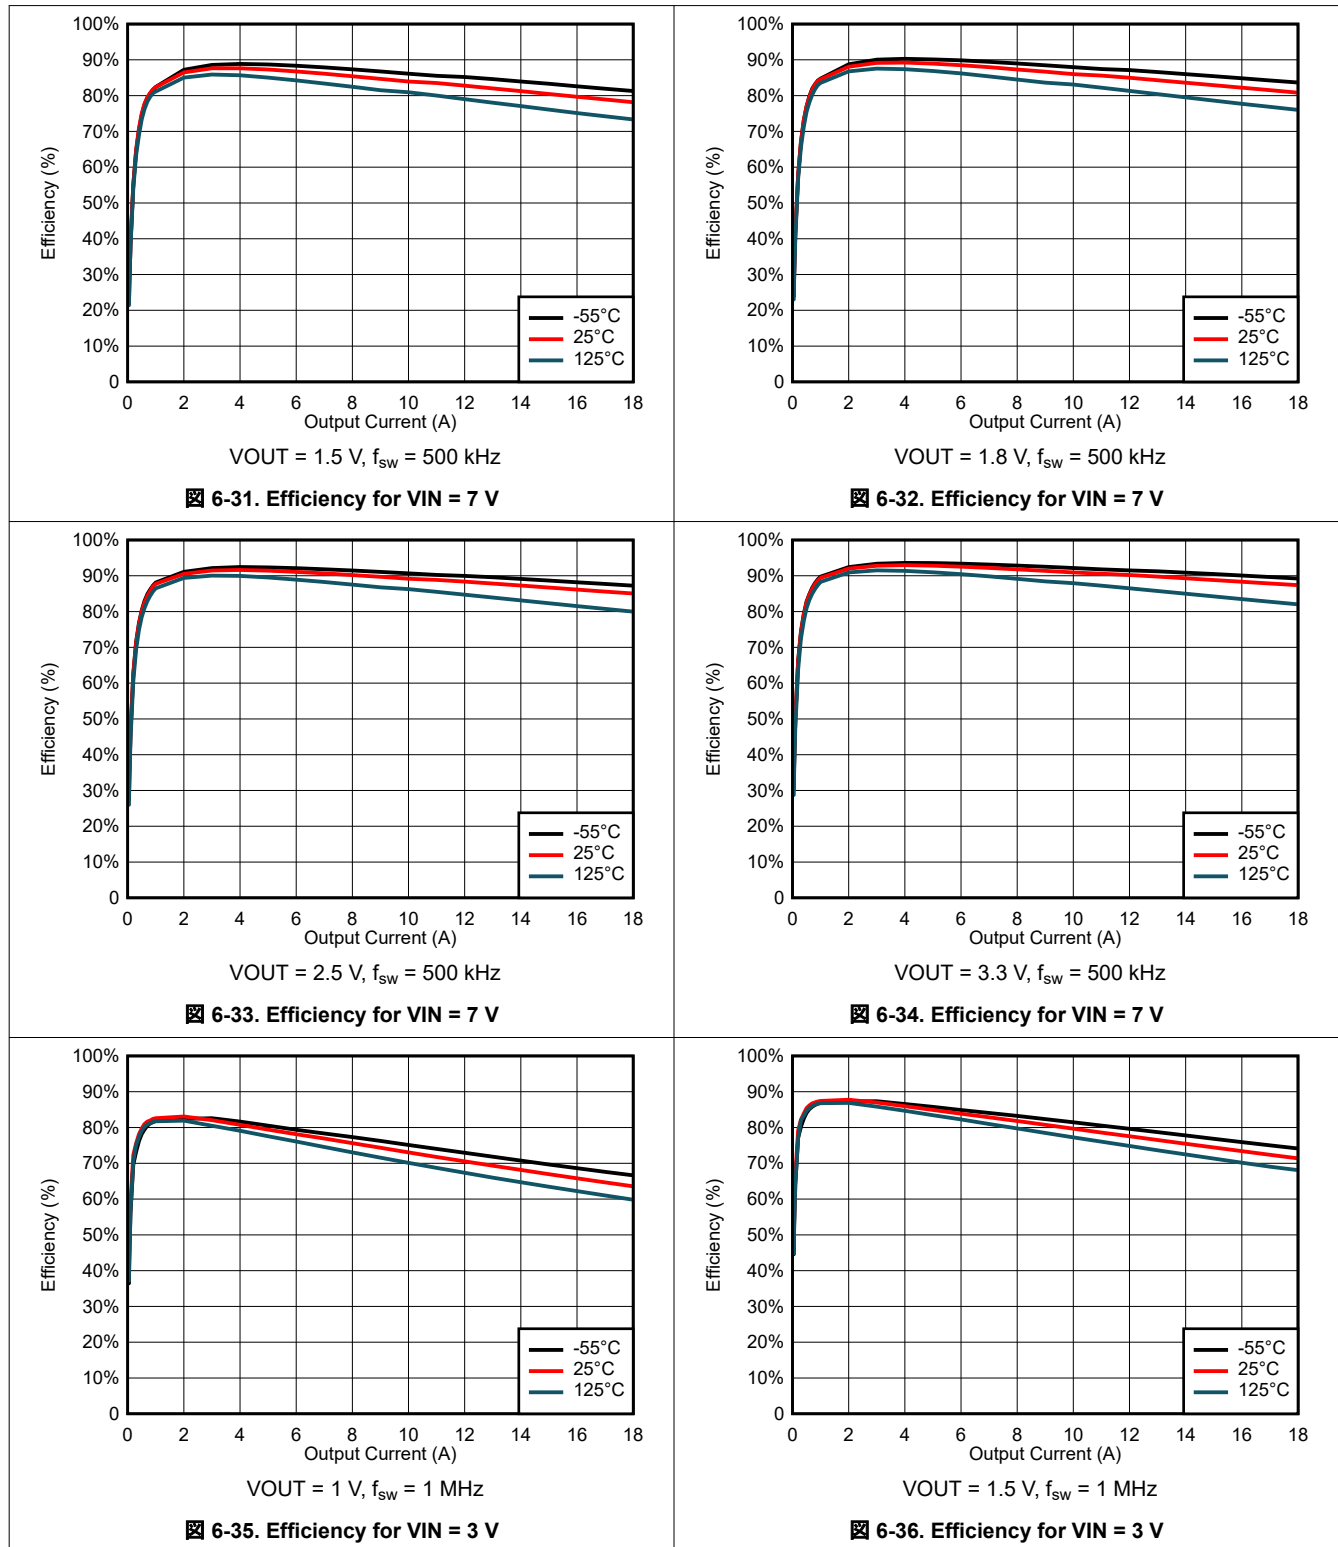 100%
90%
80%
70%
60%
50%
40%
30%
20%
10%
0
Efficiency (%)
-55°C
25°C
125°C
0 2 4 6 8 10 12 14 16 18
Output Current (A)
VOUT = 1.5 V, fsw = 500 kHz
図 6-31. Efficiency for VIN = 7 V
100%
90%
80%
70%
60%
50%
40%
30%
20%
10%
0
Efficiency (%)
-55°C
25°C
125°C
0 2 4 6 8 10 12 14 16 18
Output Current (A)
VOUT = 1.8 V, fsw = 500 kHz
図 6-32. Efficiency for VIN = 7 V
100%
90%
80%
70%
60%
50%
40%
30%
20%
10%
0
Efficiency (%)
-55°C
25°C
125°C
0 2 4 6 8 10 12 14 16 18
Output Current (A)
VOUT = 2.5 V, fsw = 500 kHz
図 6-33. Efficiency for VIN = 7 V
100%
90%
80%
70%
60%
50%
40%
30%
20%
10%
0
Efficiency (%)
-55°C
25°C
125°C
0 2 4 6 8 10 12 14 16 18
Output Current (A)
VOUT = 3.3 V, fsw = 500 kHz
図 6-34. Efficiency for VIN = 7 V
100%
90%
80%
70%
60%
50%
40%
30%
20%
10%
0
Efficiency (%)
-55°C
25°C
125°C
0 2 4 6 8 10 12 14 16 18
Output Current (A)
VOUT = 1 V, fsw = 1 MHz
図 6-35. Efficiency for VIN = 3 V
100%
90%
80%
70%
60%
50%
40%
30%
20%
10%
0
Efficiency (%)
-55°C
25°C
125°C
0 2 4 6 8 10 12 14 16 18
Output Current (A)
VOUT = 1.5 V, fsw = 1 MHz
図 6-36. Efficiency for VIN = 3 V